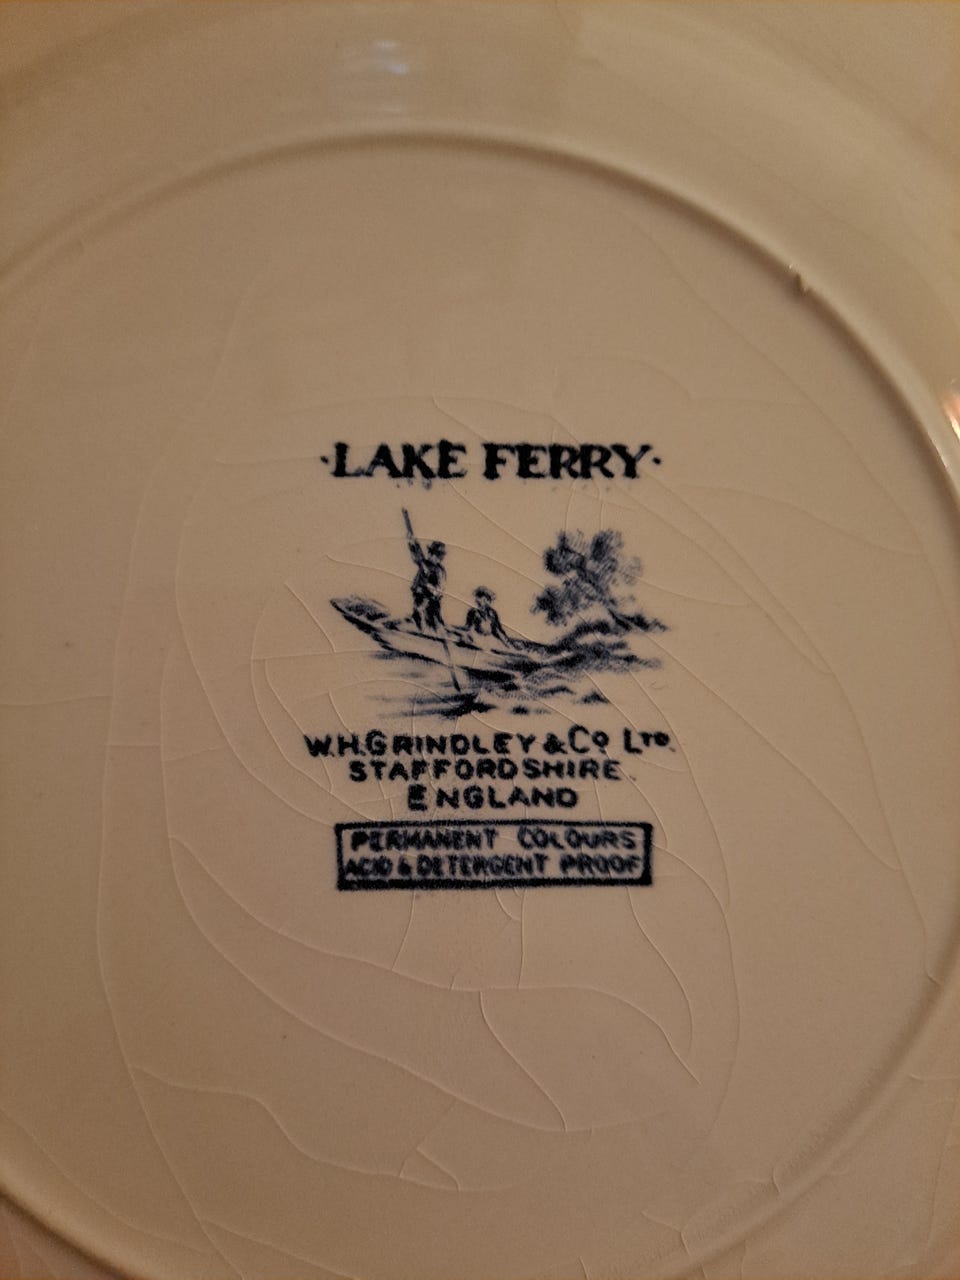 ·LAKE FERRY·
W.H.GRINDLEY & Cº LTD.
STAFFORDSHIRE.
ENGLAND
PERMANENT COLOURS
ACID & DETERGENT PROOF